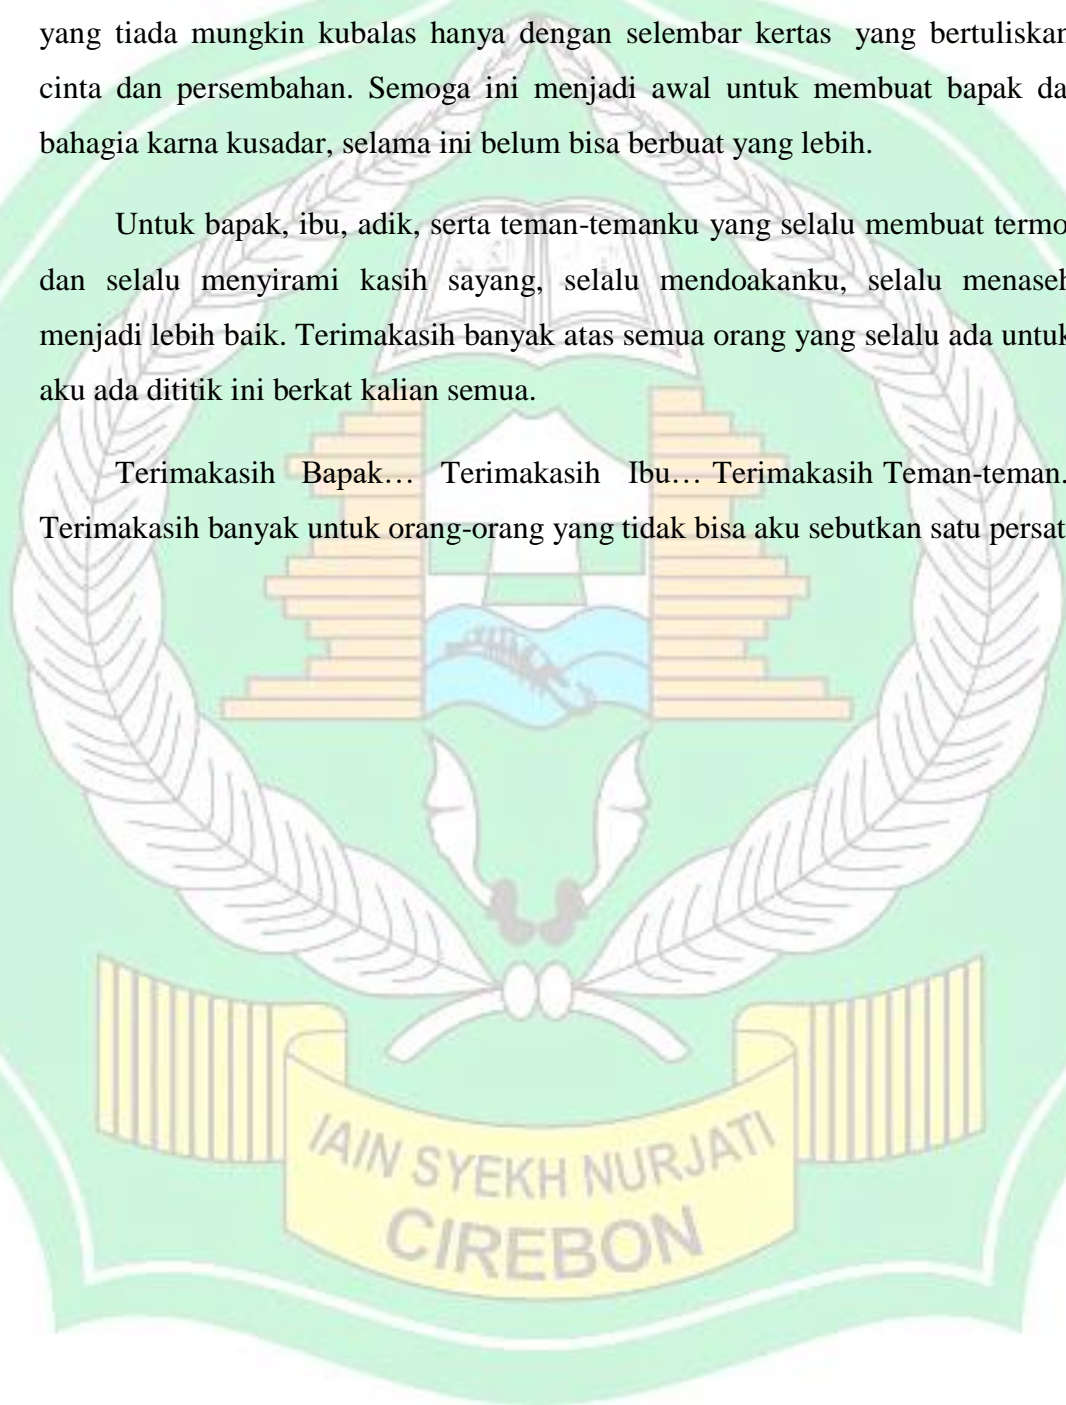 yang tiada mungkin kubalas hanya dengan selembar kertas yang bertuliskan
cinta dan persembahan. Semoga ini menjadi awal untuk membuat bapak da
bahagia karna kusadar, selama ini belum bisa berbuat yang lebih.
Untuk bapak, ibu, adik, serta teman-temanku yang selalu membuat termo
dan selalu menyirami kasih sayang, selalu mendoakanku, selalu menaseh
menjadi lebih baik. Terimakasih banyak atas semua orang yang selalu ada untuk
aku ada dititik ini berkat kalian semua.
Terimakasih Bapak… Terimakasih Ibu… Terimakasih Teman-teman.
Terimakasih banyak untuk orang-orang yang tidak bisa aku sebutkan satu persat
IAIN SYEKH NURJATI
CIREBON